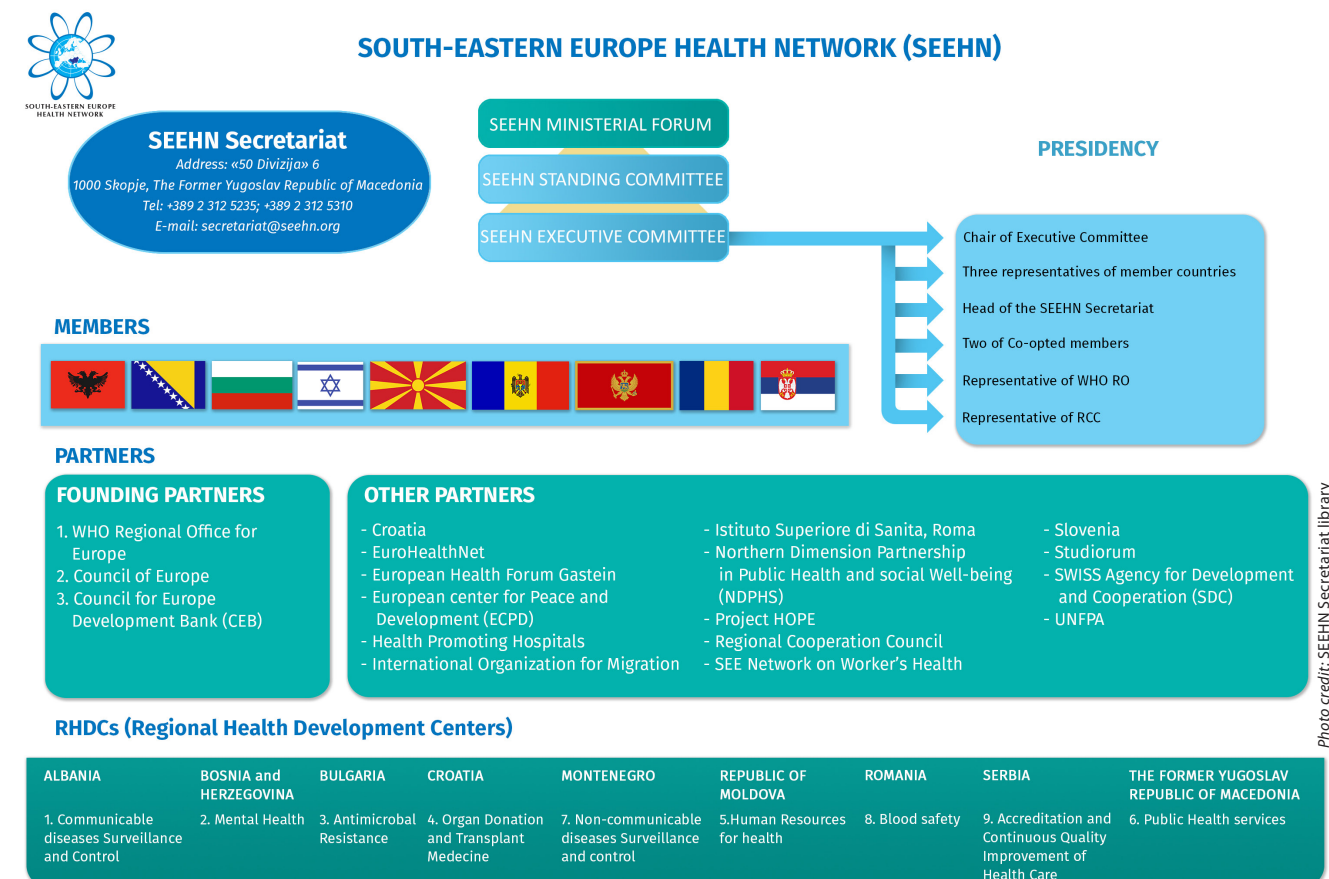 SOUTH-EASTERN EUROPE HEALTH NETWORK (SEEHN)
SOUTH-EASTERN EUROPE
HEALTH NETWORK
SEEHN Secretariat
Address: «50 Divizija» 6
1000 Skopje, The Former Yugoslav Republic of Macedonia
Tel: +389 2 312 5235; +389 2 312 5310
E-mail: secretariat@seehn.org
SEEHN MINISTERIAL FORUM
SEEHN STANDING COMMITTEE
SEEHN EXECUTIVE COMMITTEE
PRESIDENCY
Chair of Executive Committee
Three representatives of member countries
Head of the SEEHN Secretariat
Two of Co-opted members
Representative of WHO RO
Representative of RCC
MEMBERS
PARTNERS
FOUNDING PARTNERS
1. WHO Regional Office for
Europe
2. Council of Europe
3. Council for Europe
Development Bank (CEB)
OTHER PARTNERS
- Croatia
- EuroHealthNet
- European Health Forum Gastein
- European center for Peace and
Development (ECPD)
- Health Promoting Hospitals
- International Organization for Migration
- Istituto Superiore di Sanita, Roma
- Northern Dimension Partnership
in Public Health and social Well-being
(NDPHS)
- Project HOPE
- Regional Cooperation Council
- SEE Network on Worker's Health
- Slovenia
- Studiorum
- SWISS Agency for Development
and Cooperation (SDC)
- UNFPA
Photo credit: SEEHN Secretariat library
RHDCs (Regional Health Development Centers)
ALBANIA
1. Communicable
diseases Surveillance
and Control
BOSNIA and
HERZEGOVINA
2. Mental Health
BULGARIA
3. Antimicrobial
Resistance
CROATIA
4. Organ Donation
and Transplant
Medecine
MONTENEGRO
7. Non-communicable
diseases Surveillance
and control
REPUBLIC OF
MOLDOVA
5.Human Resources
for health
ROMANIA
8. Blood safety
SERBIA
9. Accreditation and
Continuous Quality
Improvement of
Health Care
THE FORMER YUGOSLAV
REPUBLIC OF MACEDONIA
6. Public Health services